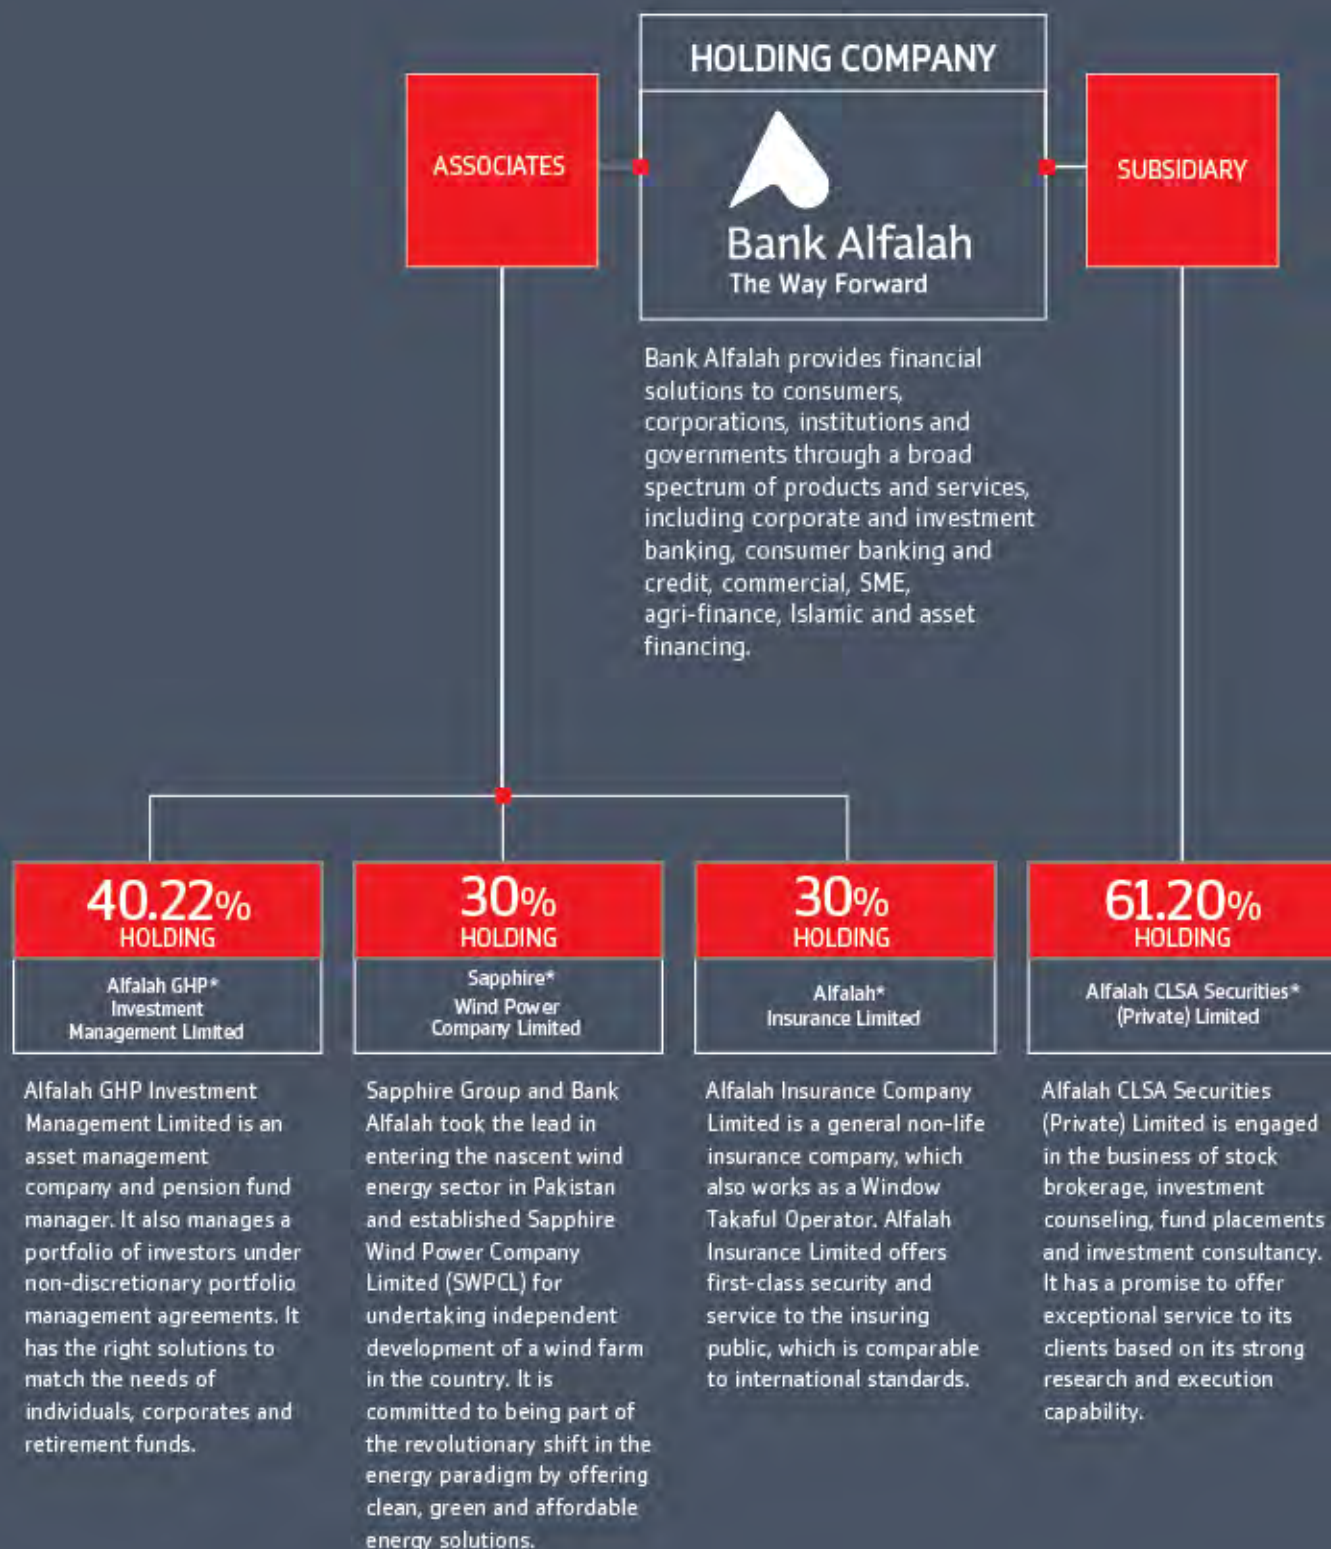 HOLDING COMPANY
ASSOCIATES
Bank Alfalah
The Way Forward
SUBSIDIARY
Bank Alfalah provides financial
solutions to consumers,
corporations, institutions and
governments through a broad
spectrum of products and services,
including corporate and investment
banking, consumer banking and
credit, commercial, SME,
agri-finance, Islamic and asset
financing.
40.22%
HOLDING
Alfalah GHP*
Investment
Management Limited
Alfalah GHP Investment
Management Limited is an
asset management
company and pension fund
manager. It also manages a
portfolio of investors under
non-discretionary portfolio
management agreements. It
has the right solutions to
match the needs of
individuals, corporates and
retirement funds.
30%
HOLDING
Sapphire*
Wind Power
Company Limited
Sapphire Group and Bank
Alfalah took the lead in
entering the nascent wind
energy sector in Pakistan
and established Sapphire
Wind Power Company
Limited (SWPCL) for
undertaking independent
development of a wind farm
in the country. It is
committed to being part of
the revolutionary shift in the
energy paradigm by offering
clean, green and affordable
energy solutions.
30%
HOLDING
Alfalah*
Insurance Limited
Alfalah Insurance Company
Limited is a general non-life
insurance company, which
also works as a Window
Takaful Operator. Alfalah
Insurance Limited offers
first-class security and
service to the insuring
public, which is comparable
to international standards.
61.20%
HOLDING
Alfalah CLSA Securities*
(Private) Limited
Alfalah CLSA Securities
(Private) Limited is engaged
in the business of stock
brokerage, investment
counseling, fund placements
and investment consultancy.
It has a promise to offer
exceptional service to its
clients based on its strong
research and execution
capability.